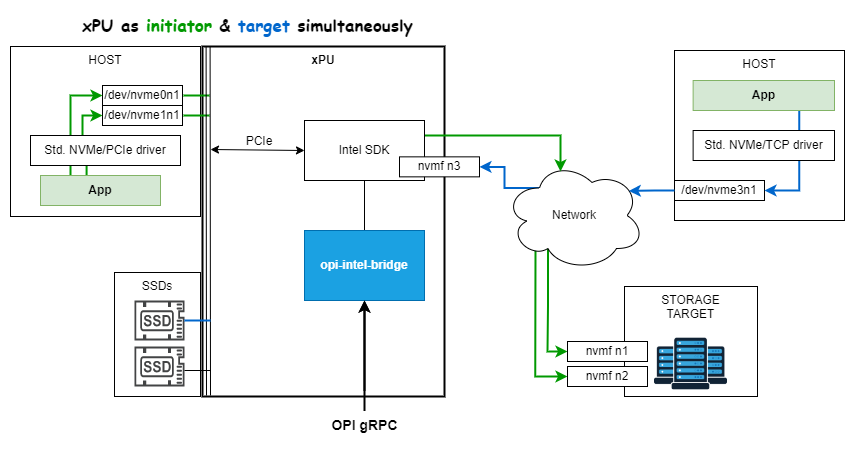 xPU as initiator & target simultaneously
HOST
/dev/nvme0n1
/dev/nvme1n1
Std. NVMe/PCIe driver
App
xPU
PCIe
Intel SDK
nvmf n3
opi-intel-bridge
OPI gRPC
SSDs
SSD
SSD
Network
HOST
App
Std. NVMe/TCP driver
/dev/nvme3n1
STORAGE
TARGET
nvmf n1
nvmf n2